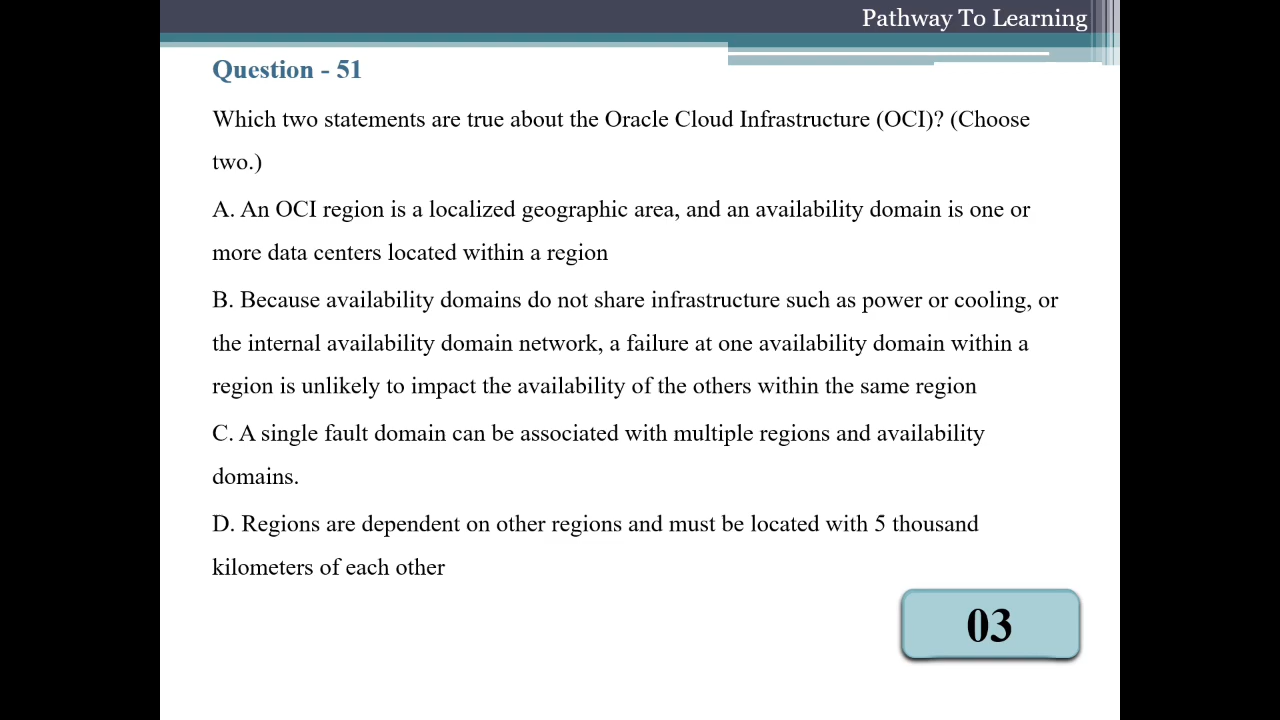 Pathway To Learning
Question - 51
Which two statements are true about the Oracle Cloud Infrastructure (OCI)? (Choose
two.)
A. An OCI region is a localized geographic area, and an availability domain is one or
more data centers located within a region
B. Because availability domains do not share infrastructure such as power or cooling, or
the internal availability domain network, a failure at one availability domain within a
region is unlikely to impact the availability of the others within the same region
C. A single fault domain can be associated with multiple regions and availability
domains.
D. Regions are dependent on other regions and must be located with 5 thousand
kilometers of each other
03